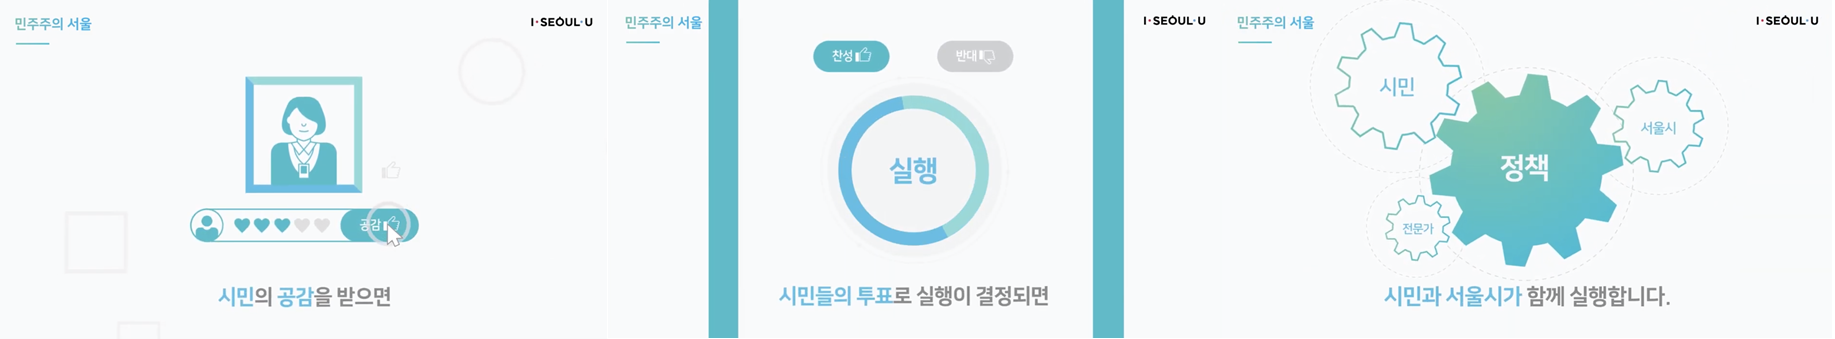 민주주의 서울
I·SEOUL·U
공감
시민의 공감을 받으면
민주주의 서울
찬성
반대
실행
시민들의 투표로 실행이 결정되면
I·SEOUL·U
민주주의 서울
I·SEOUL·U
시민
서울시
정책
전문가
시민과 서울시가 함께 실행합니다.